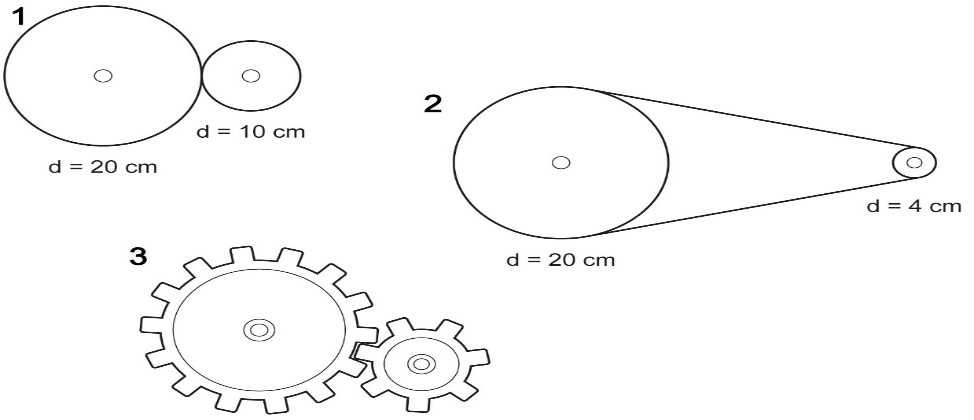 1
d = 10 cm
d = 20 cm
2
d = 4 cm
d = 20 cm
3